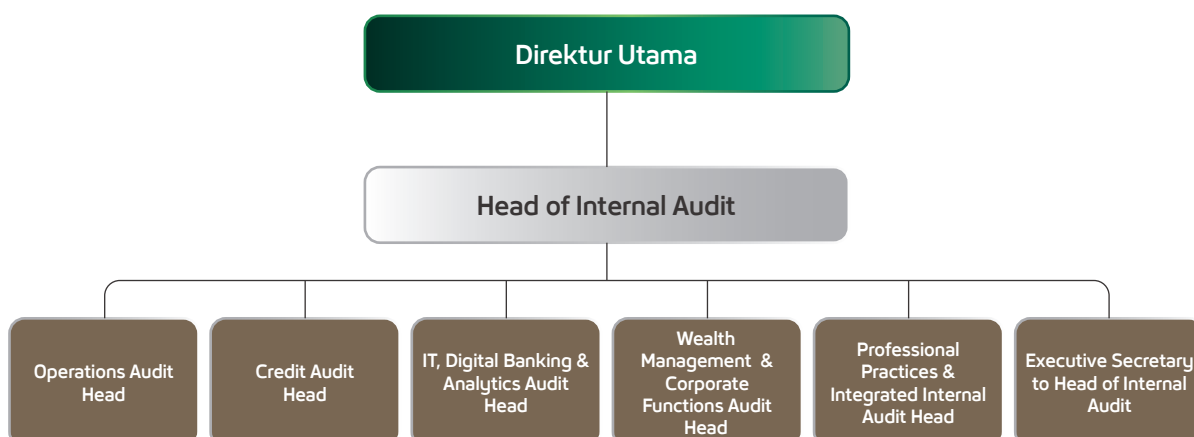 Direktur Utama
Head of Internal Audit
Operations Audit
Head
Credit Audit
Head
IT, Digital Banking &
Analytics Audit
Head
Wealth
Management &
Corporate
Functions Audit
Head
Professional
Practices &
Integrated Internal
Audit Head
Executive Secretary
to Head of Internal
Audit